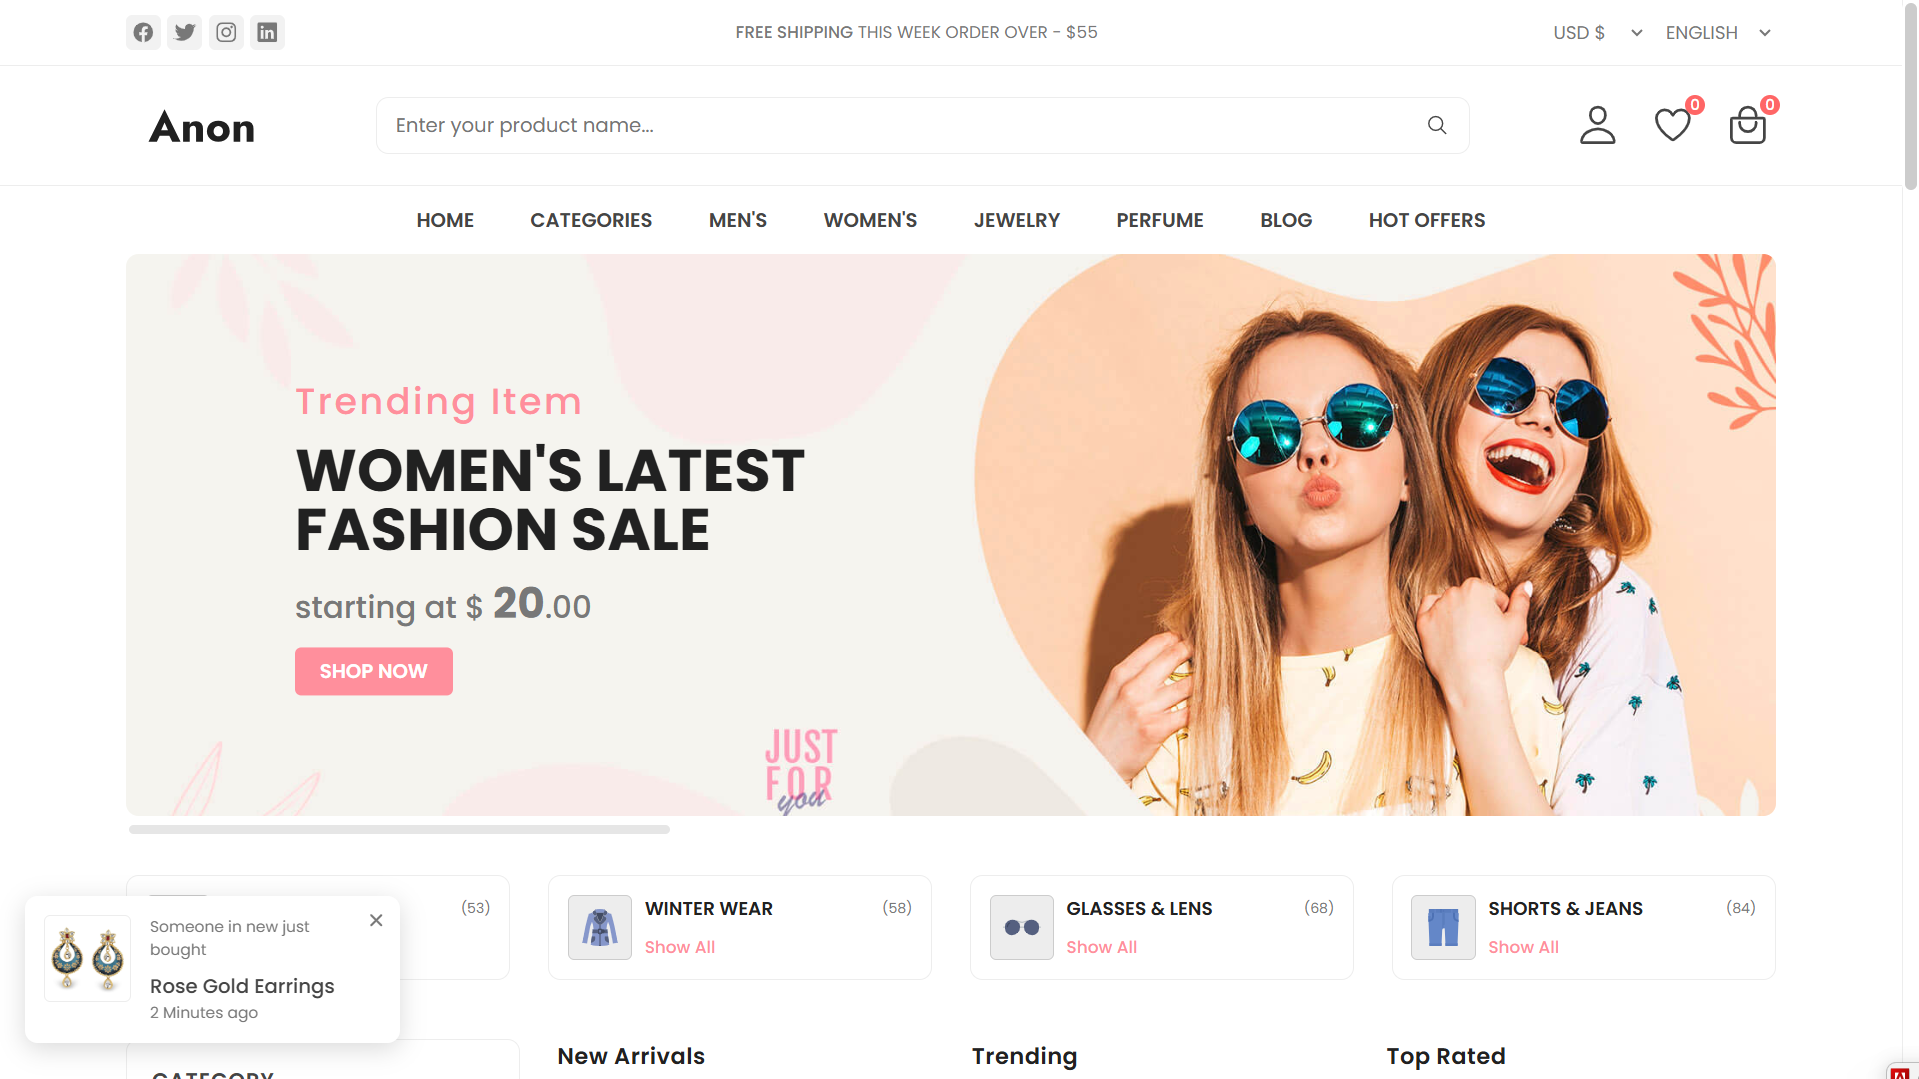 FREE SHIPPING THIS WEEK ORDER OVER - $55
USD $
ENGLISH
Anon
Enter your product name...
0
0
HOME
CATEGORIES
MEN'S
WOMEN'S
JEWELRY
PERFUME
BLOG
HOT OFFERS
Trending Item
WOMEN'S LATEST
FASHION SALE
starting at $ 20.00
SHOP NOW
JUST
FOR
you
(53)
WINTER WEAR
(58)
Show All
GLASSES & LENS
(68)
Show All
SHORTS & JEANS
(84)
Show All
Someone in new just
bought
Rose Gold Earrings
2 Minutes ago
CATEGORY
New Arrivals
Trending
Top Rated